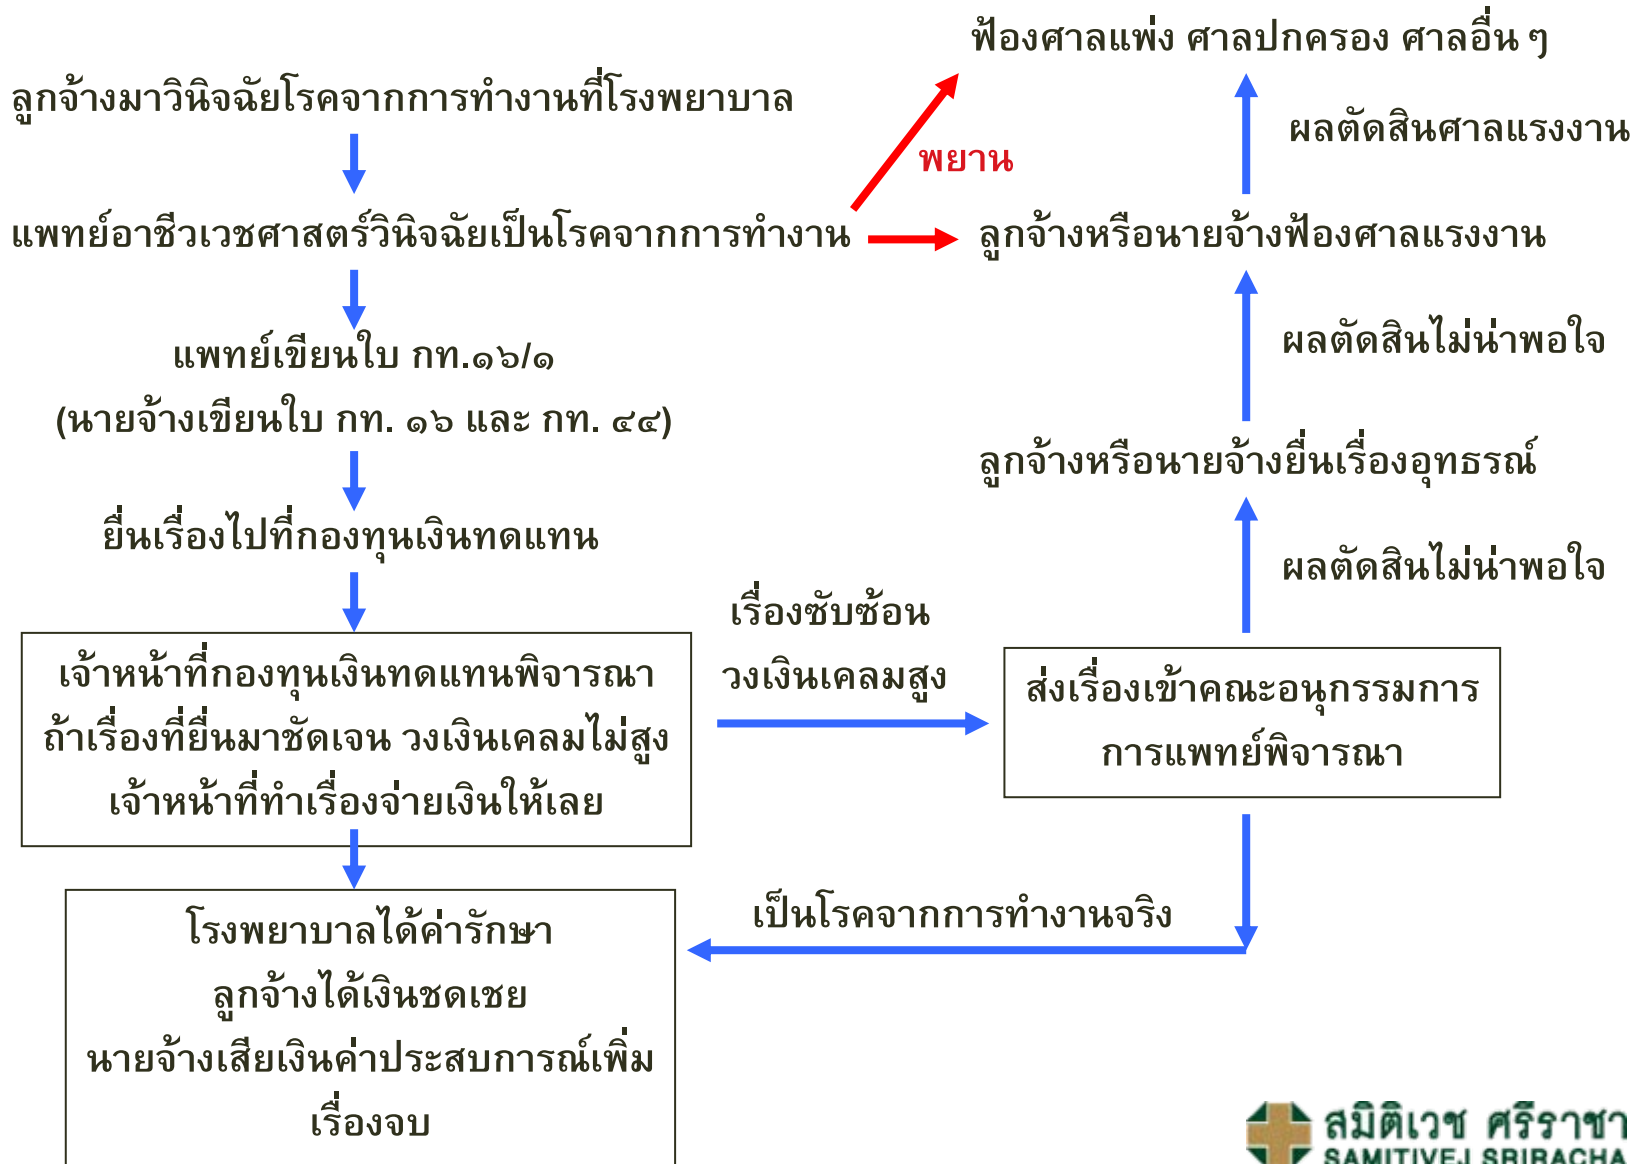 ฟ้องศาลแพ่ง ศาลปกครอง ศาลอื่น ๆ
ลูกจ้างมาวินิจฉัยโรคจากการทำงานที่โรงพยาบาล
ผลตัดสินศาลแรงงาน
พยาน
แพทย์อาชีวเวชศาสตร์วินิจฉัยเป็นโรคจากการทำงาน
ลูกจ้างหรือนายจ้างฟ้องศาลแรงงาน
แพทย์เขียนใบ กท.๑๖/๑
(นายจ้างเขียนใบ กท. ๑๖ และ กท. ๔๔)
ผลตัดสินไม่น่าพอใจ
ลูกจ้างหรือนายจ้างยื่นเรื่องอุทธรณ์
ยื่นเรื่องไปที่กองทุนเงินทดแทน
ผลตัดสินไม่น่าพอใจ
เรื่องซับซ้อน
วงเงินเคลมสูง
เจ้าหน้าที่กองทุนเงินทดแทนพิจารณา
ถ้าเรื่องที่ยื่นมาชัดเจน วงเงินเคลมไม่สูง
เจ้าหน้าที่ทำเรื่องจ่ายเงินให้เลย
ส่งเรื่องเข้าคณะอนุกรรมการ
การแพทย์พิจารณา
เป็นโรคจากการทำงานจริง
โรงพยาบาลได้ค่ารักษา
ลูกจ้างได้เงินชดเชย
นายจ้างเสียเงินค่าประสบการณ์เพิ่ม
เรื่องจบ
สมิติเวช ศรีราชา
SAMITIVEJ SRIRACHA